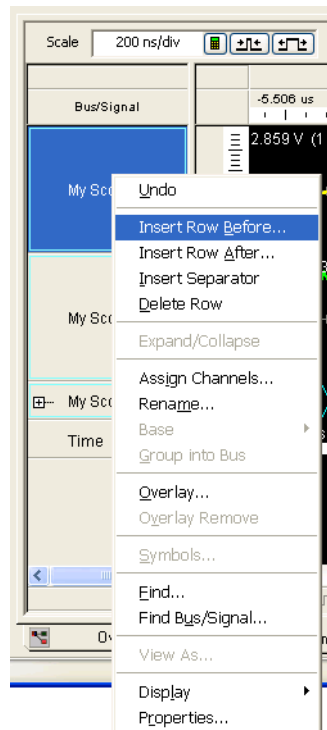 Scale 200 ns/div
Bus/Signal -5.506 us
2.859 V (1
My Sco
Undo
Insert Row Before...
Insert Row After...
Insert Separator
Delete Row
My Sco
Expand/Collapse
Assign Channels...
My Sco
Rename...
Time
Base
Group into Bus
Overlay...
Overlay Remove
Symbols...
Find...
Find Bus/Signal...
Ov
View As...
Display
Properties...